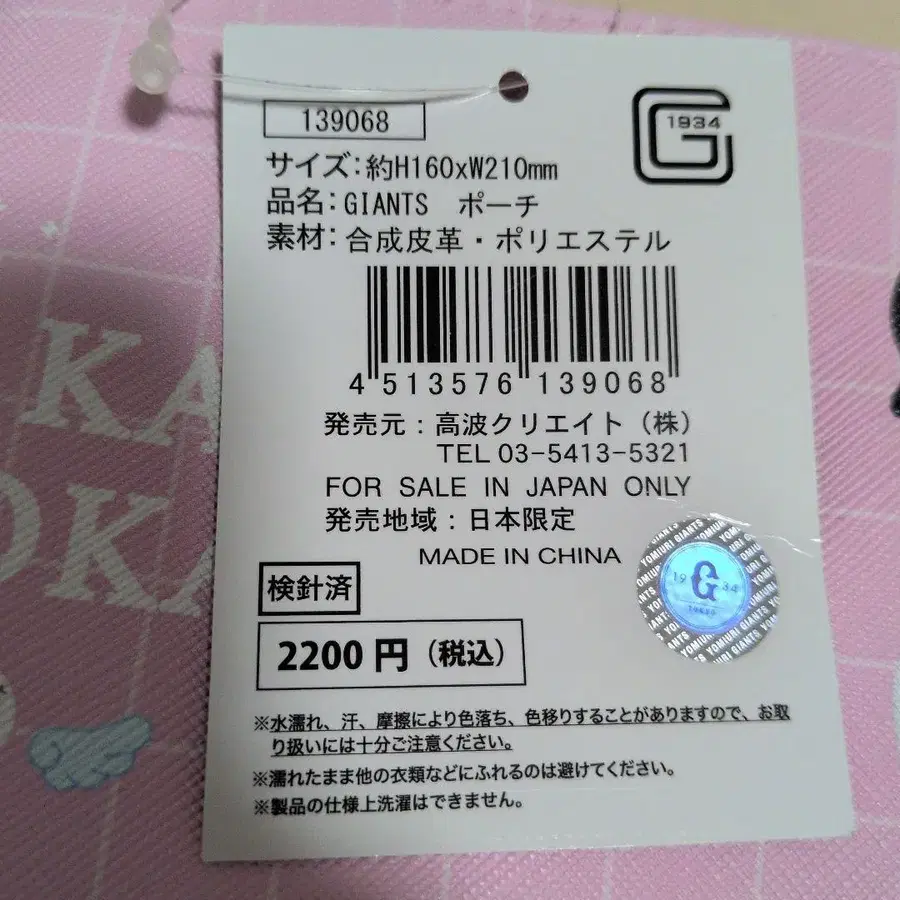 139068
G 1934
サイズ:約H160xW210mm
品名:GIANTS ポーチ
素材:合成皮革・ポリエステル
4 513576 139068
発売元:高波クリエイト(株)
TEL 03-5413-5321
FOR SALE IN JAPAN ONLY
発売地域:日本限定
MADE IN CHINA
検針済
YOMIURI GIANTS
19 G 34
TOKYO
2200円(税込)
※水濡れ、汗、摩擦により色落ち、色移りすることがありますので、お取
り扱いには十分ご注意ください。
※濡れたまま他の衣類などにふれるのは避けてください。
※製品の仕様上洗濯はできません。
KA
OKA